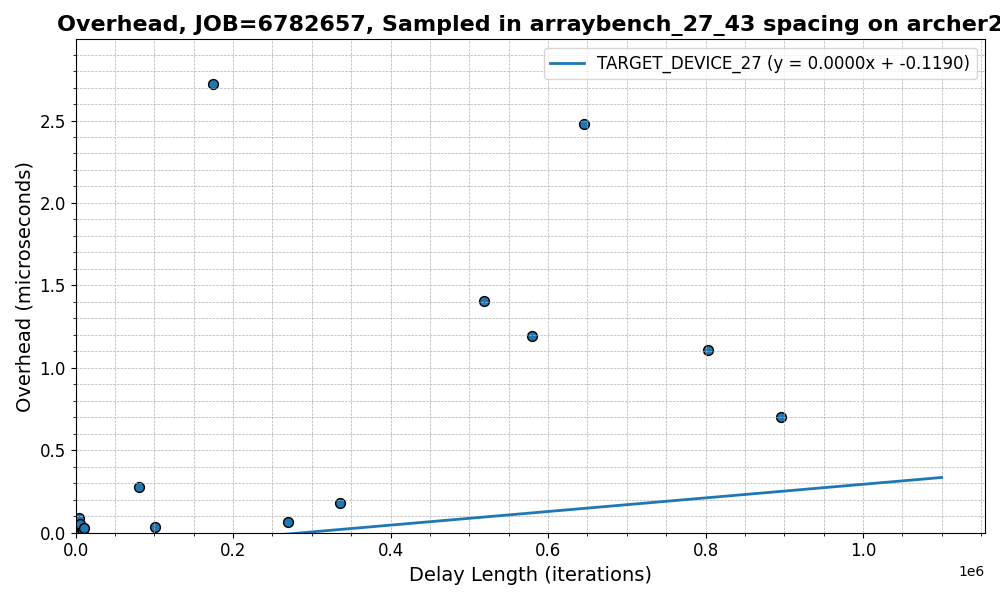 Overhead, JOB=6782657, Sampled in arraybench_27_43 spacing on archer2
TARGET_DEVICE_27 (y = 0.0000x + -0.1190)
Overhead (microseconds)
2.5
2.0
1.5
1.0
0.5
0.0
0.0 0.2 0.4 0.6 0.8 1.0
1e6
Delay Length (iterations)